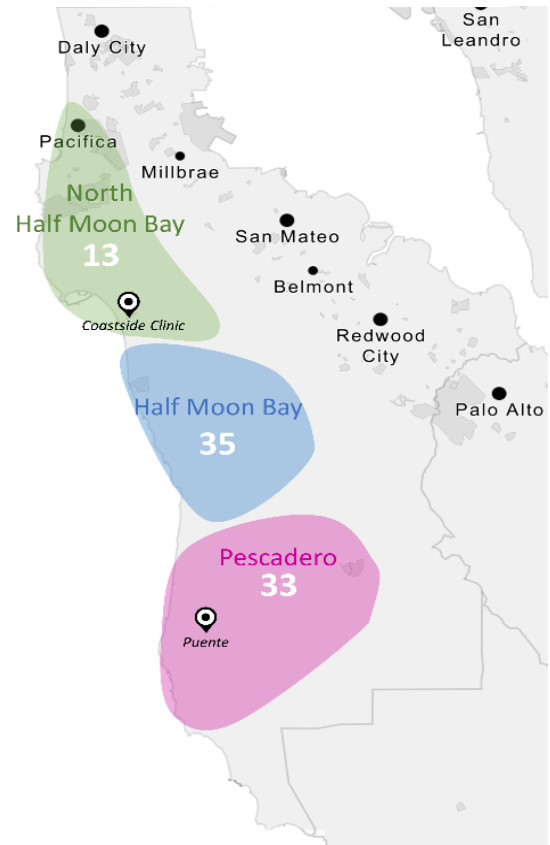 San
Leandro
Daly City
Pacifica
Millbrae
North
Half Moon Bay
13
San Mateo
Belmont
Coastside Clinic
Redwood
City
Half Moon Bay
35
Palo Alto
Pescadero
33
Puente